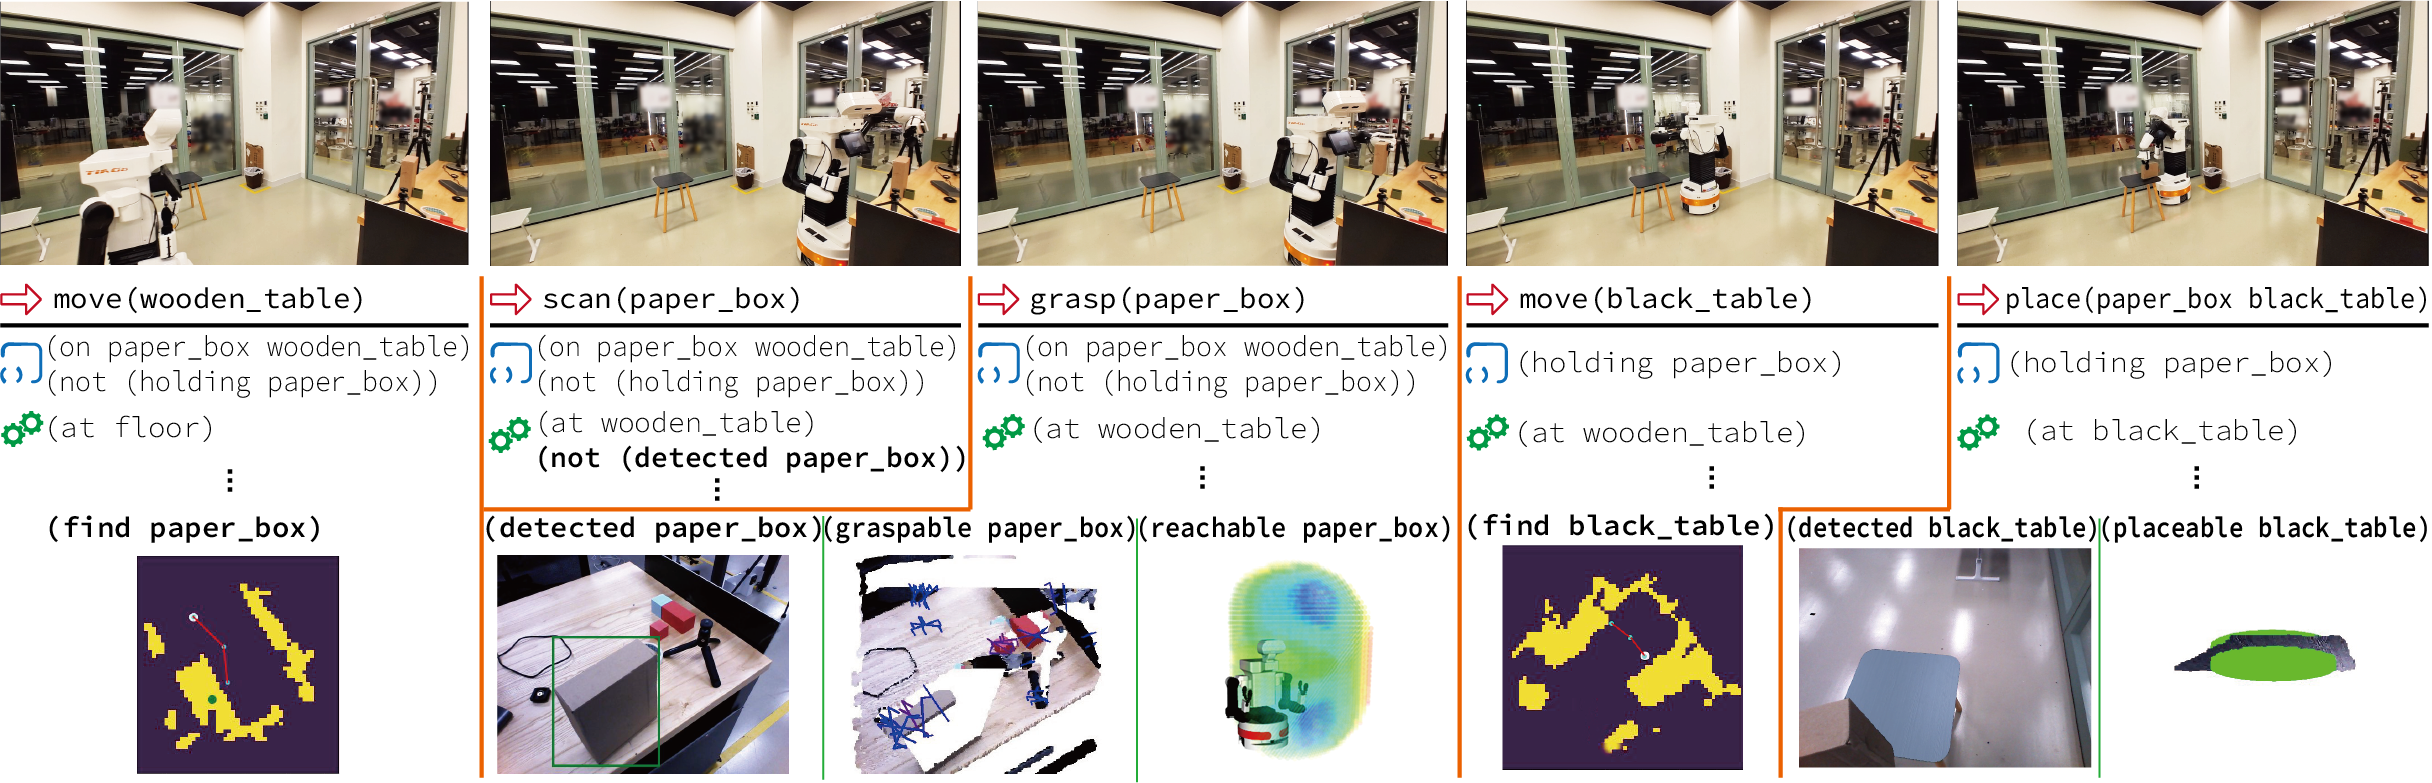 TIAGo
move(wooden_table)
(on paper_box wooden_table)
(not (holding paper_box))
(at floor)
(find paper_box)
scan(paper_box)
(on paper_box wooden_table)
(not (holding paper_box))
(at wooden_table)
(not (detected paper_box))
grasp(paper_box)
(on paper_box wooden_table)
(not (holding paper_box))
(at wooden_table)
(detected paper_box)
(graspable paper_box)
(reachable paper_box)
move(black_table)
(holding paper_box)
(at wooden_table)
(find black_table)
place(paper_box black_table)
(holding paper_box)
(at black_table)
(detected black_table)
(placeable black_table)